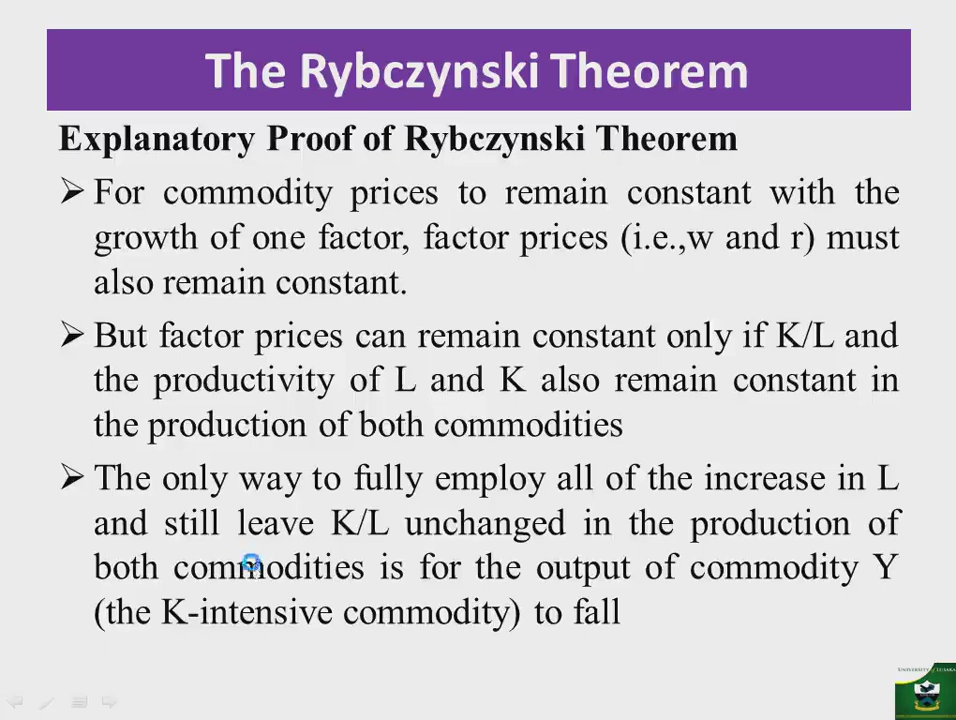 The Rybczynski Theorem
Explanatory Proof of Rybczynski Theorem
➢ For commodity prices to remain constant with the
growth of one factor, factor prices (i.e.,w and r) must
also remain constant.
➢ But factor prices can remain constant only if K/L and
the productivity of L and K also remain constant in
the production of both commodities
➢ The only way to fully employ all of the increase in L
and still leave K/L unchanged in the production of
both commodities is for the output of commodity Y
(the K-intensive commodity) to fall
UNIVERSITY of LUSAKA